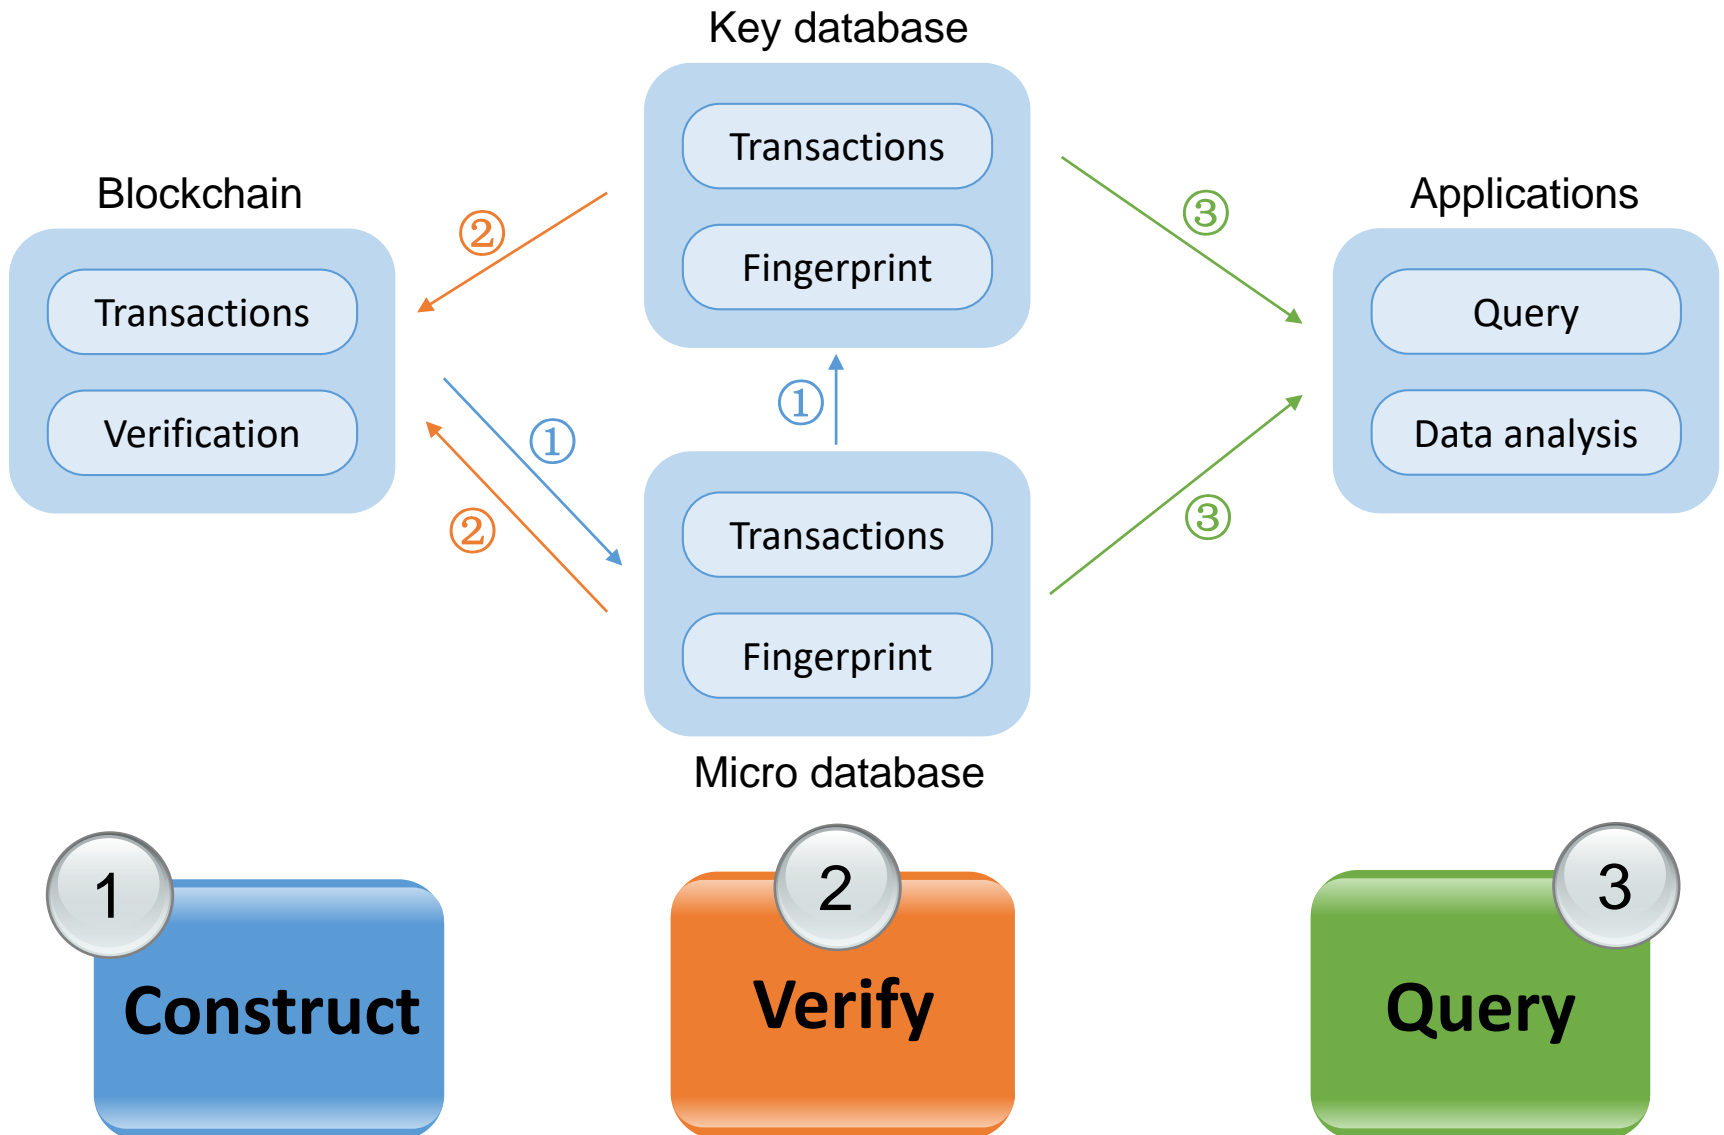 Key database
Transactions
Fingerprint
Blockchain
Transactions
Verification
Applications
Query
Data analysis
②
③
①
①
②
③
Transactions
Fingerprint
Micro database
1
Construct
2
Verify
3
Query